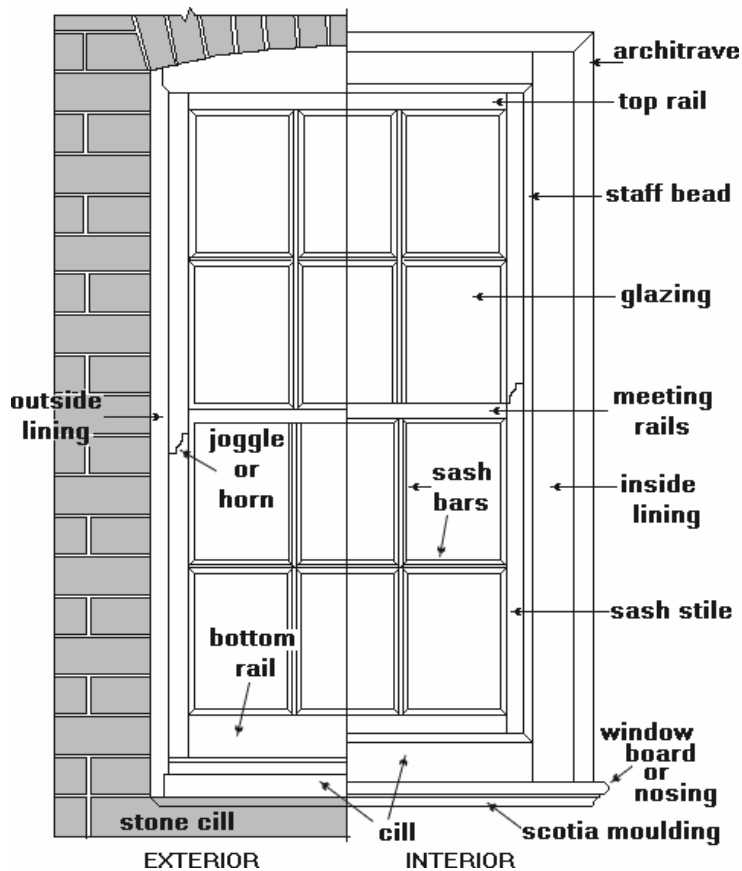 architrave
top rail
staff bead
glazing
outside
lining
meeting
rails
joggle
or
horn
sash
bars
inside
lining
sash stile
bottom
rail
window
board
or
nosing
stone cill
cill
scotia moulding
EXTERIOR
INTERIOR